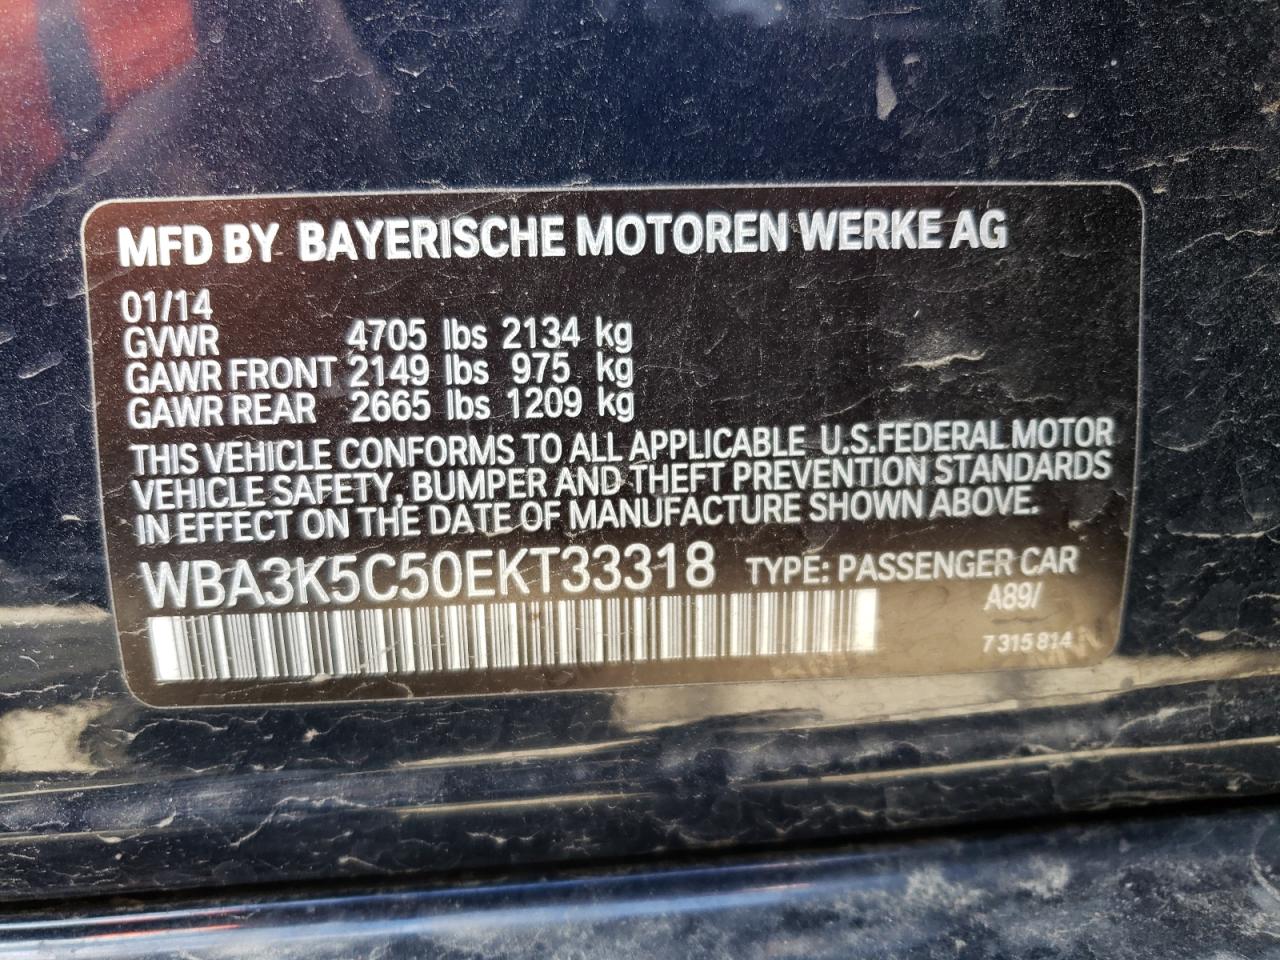 MFD BY BAYERISCHE MOTOREN WERKE AG
01/14
GVWR 4705 lbs 2134 kg
GAWR FRONT 2149 lbs 975 kg
GAWR REAR 2665 lbs 1209 kg
THIS VEHICLE CONFORMS TO ALL APPLICABLE U.S.FEDERAL MOTOR
VEHICLE SAFETY, BUMPER AND THEFT PREVENTION STANDARDS
IN EFFECT ON THE DATE OF MANUFACTURE SHOWN ABOVE.
WBA3K5C50EKT33318 TYPE: PASSENGER CAR
A89/
7 315 814